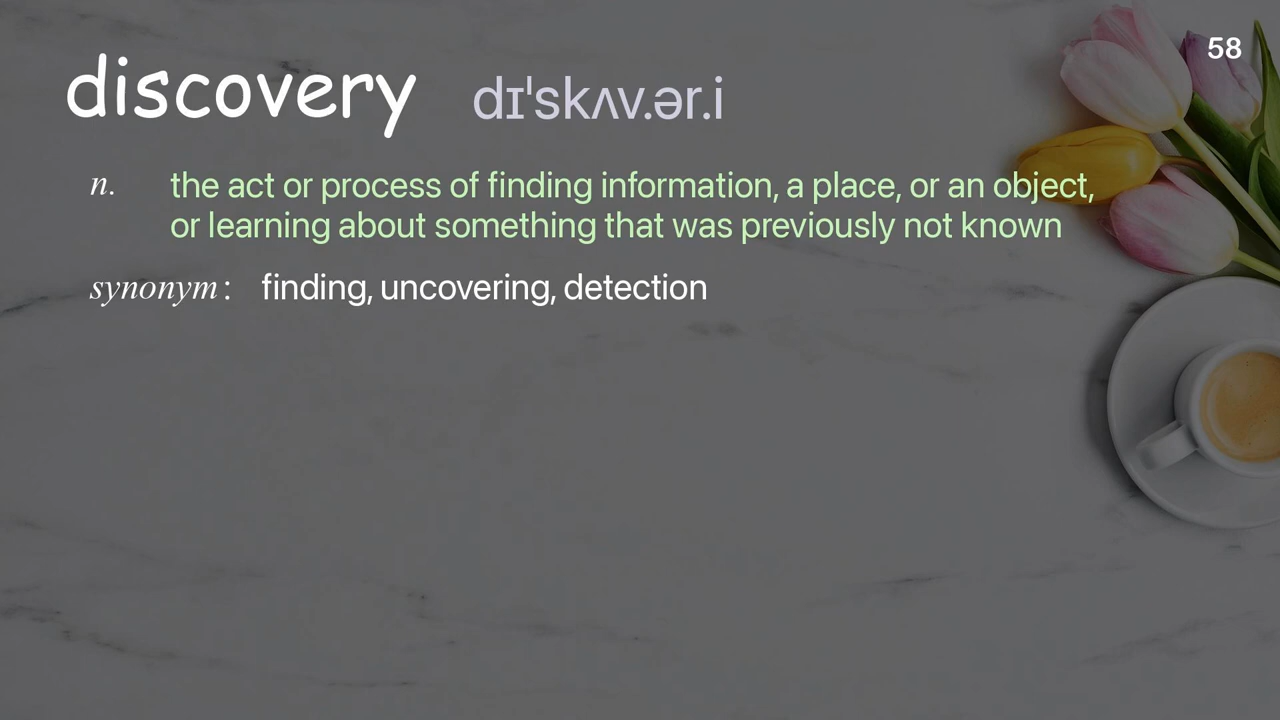 58
discovery dɪˈskʌv.ər.i
n. the act or process of finding information, a place, or an object,
or learning about something that was previously not known
synonym: finding, uncovering, detection